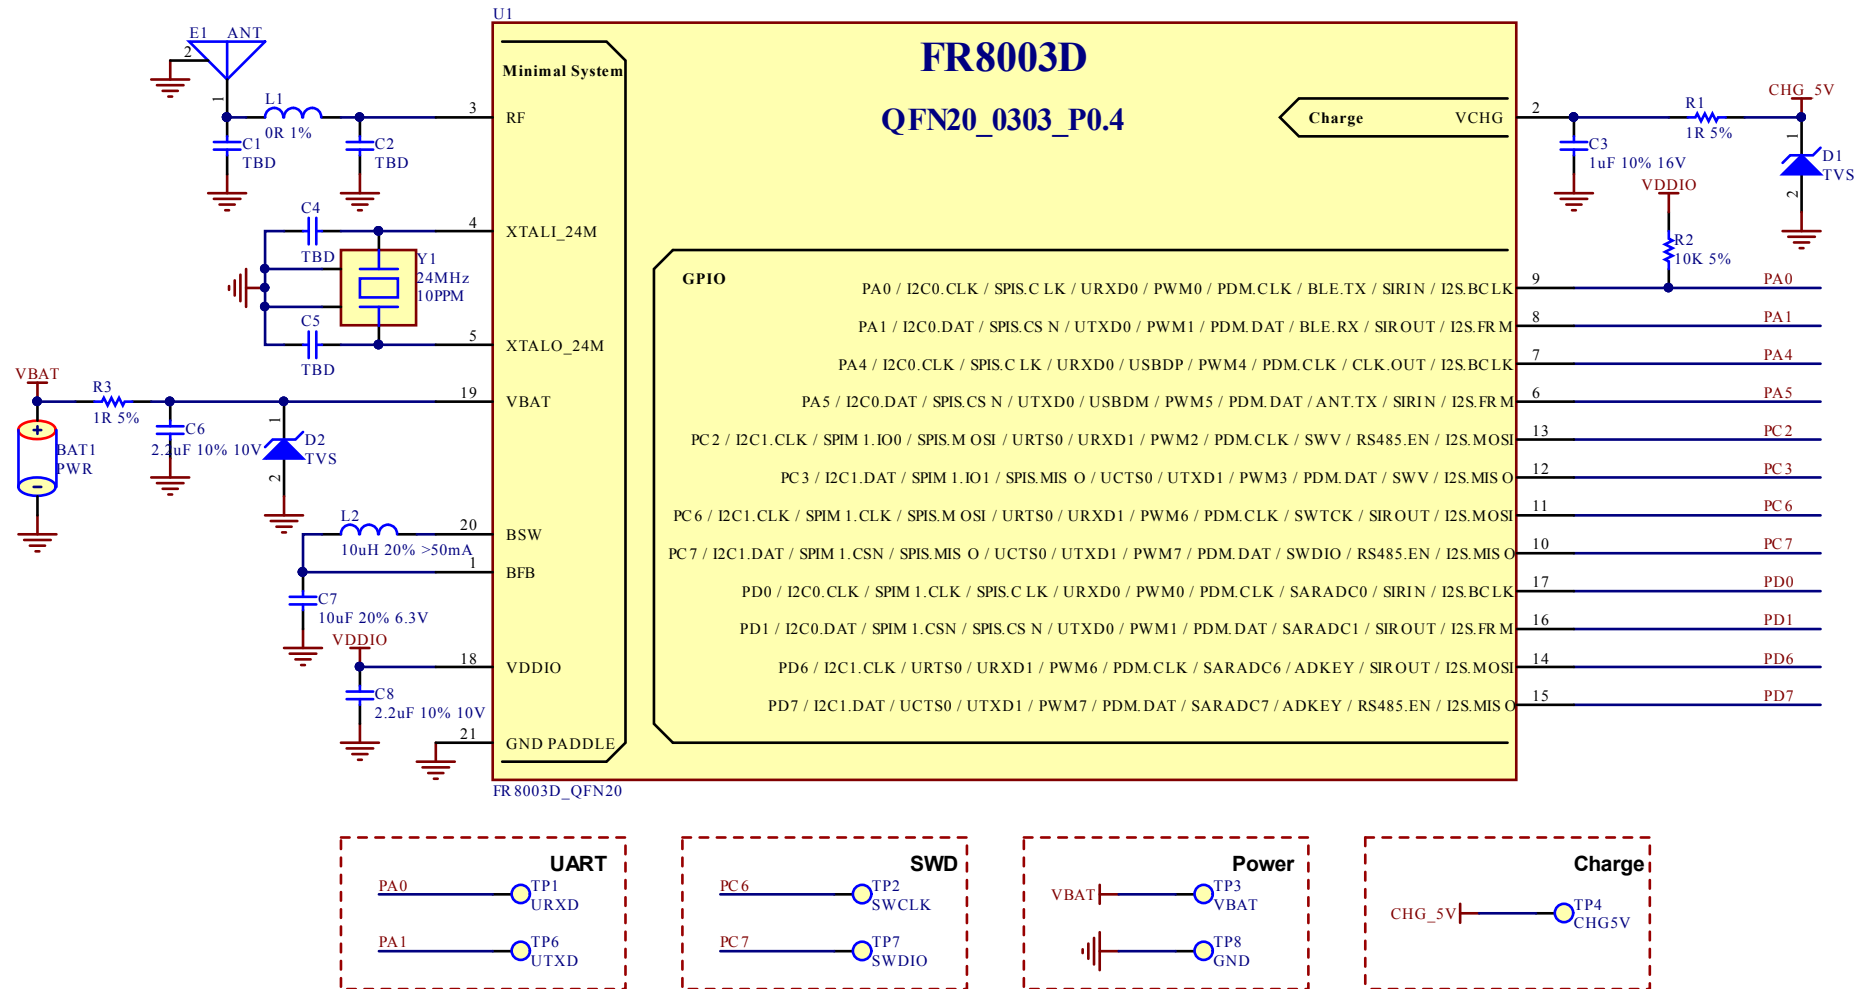 U1
E1 ANT
2
1
L1
0R 1%
C1
TBD
C2
TBD
3
RF
Minimal System
FR8003D
QFN20_0303_P0.4
Charge
VCHG
2
R1
1R 5%
CHG_5V
C3
1uF 10% 16V
1
D1
TVS
2
VDDIO
R2
10K 5%
C4
TBD
4
XTALI_24M
Y1
24MHz
10PPM
C5
TBD
5
XTALO_24M
VBAT
R3
1R 5%
19
VBAT
BAT1
PWR
C6
2.2uF 10% 10V
1
D2
TVS
2
L2
10uH 20% >50mA
20
BSW
1
BFB
C7
10uF 20% 6.3V
VDDIO
18
VDDIO
C8
2.2uF 10% 10V
21
GND PADDLE
GPIO
PA0 / I2C0.CLK / SPIS.CLK / URXD0 / PWM0 / PDM.CLK / BLE.TX / SIRIN / I2S.BCLK 9 PA0
PA1 / I2C0.DAT / SPIS.CSN / UTXD0 / PWM1 / PDM.DAT / BLE.RX / SIROUT / I2S.FRM 8 PA1
PA4 / I2C0.CLK / SPIS.CLK / URXD0 / USBDP / PWM4 / PDM.CLK / CLK.OUT / I2S.BCLK 7 PA4
PA5 / I2C0.DAT / SPIS.CSN / UTXD0 / USBDM / PWM5 / PDM.DAT / ANT.TX / SIRIN / I2S.FRM 6 PA5
PC2 / I2C1.CLK / SPIM1.IO0 / SPIS.MOSI / URTS0 / URXD1 / PWM2 / PDM.CLK / SWV / RS485.EN / I2S.MOSI 13 PC2
PC3 / I2C1.DAT / SPIM1.IO1 / SPIS.MISO / UCTS0 / UTXD1 / PWM3 / PDM.DAT / SWV / I2S.MISO 12 PC3
PC6 / I2C1.CLK / SPIM1.CLK / SPIS.MOSI / URTS0 / URXD1 / PWM6 / PDM.CLK / SWTCK / SIROUT / I2S.MOSI 11 PC6
PC7 / I2C1.DAT / SPIM1.CSN / SPIS.MISO / UCTS0 / UTXD1 / PWM7 / PDM.DAT / SWDIO / RS485.EN / I2S.MISO 10 PC7
PD0 / I2C0.CLK / SPIM1.CLK / SPIS.CLK / URXD0 / PWM0 / PDM.CLK / SARADC0 / SIRIN / I2S.BCLK 17 PD0
PD1 / I2C0.DAT / SPIM1.CSN / SPIS.CSN / UTXD0 / PWM1 / PDM.DAT / SARADC1 / SIROUT / I2S.FRM 16 PD1
PD6 / I2C1.CLK / URTS0 / URXD1 / PWM6 / PDM.CLK / SARADC6 / ADKEY / SIROUT / I2S.MOSI 14 PD6
PD7 / I2C1.DAT / UCTS0 / UTXD1 / PWM7 / PDM.DAT / SARADC7 / ADKEY / RS485.EN / I2S.MISO 15 PD7
FR8003D_QFN20
UART
PA0 TP1
URXD
PA1 TP6
UTXD
SWD
PC6 TP2
SWCLK
PC7 TP7
SWDIO
Power
VBAT TP3
VBAT
TP8
GND
Charge
CHG_5V TP4
CHG5V